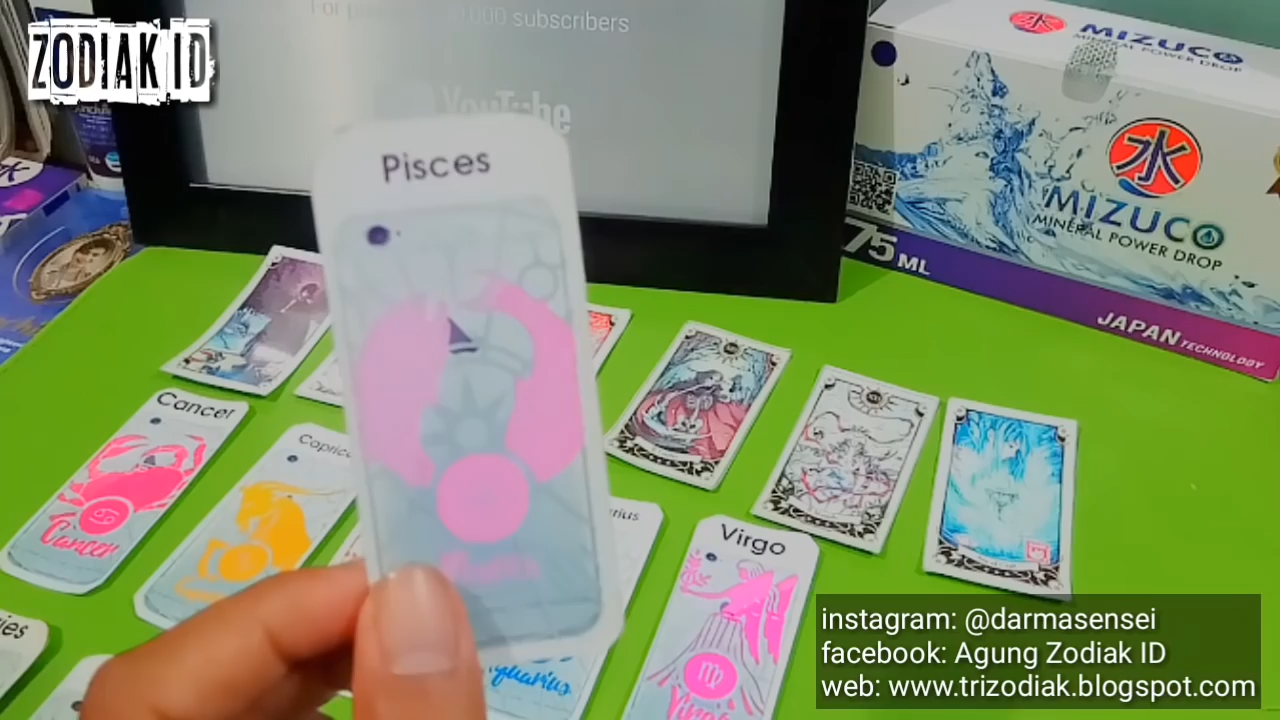 ZODIAK ID
subscribers
YouTube
Pisces
水
MIZUCO
MINERAL POWER DROP
水
MIZUCO
MINERAL POWER DROP
75 ML
JAPAN TECHNOLOGY
Cancer
Cancer
Virgo
Virgo
instagram: @darmasensei
facebook: Agung Zodiak ID
web: www.trizodiak.blogspot.com